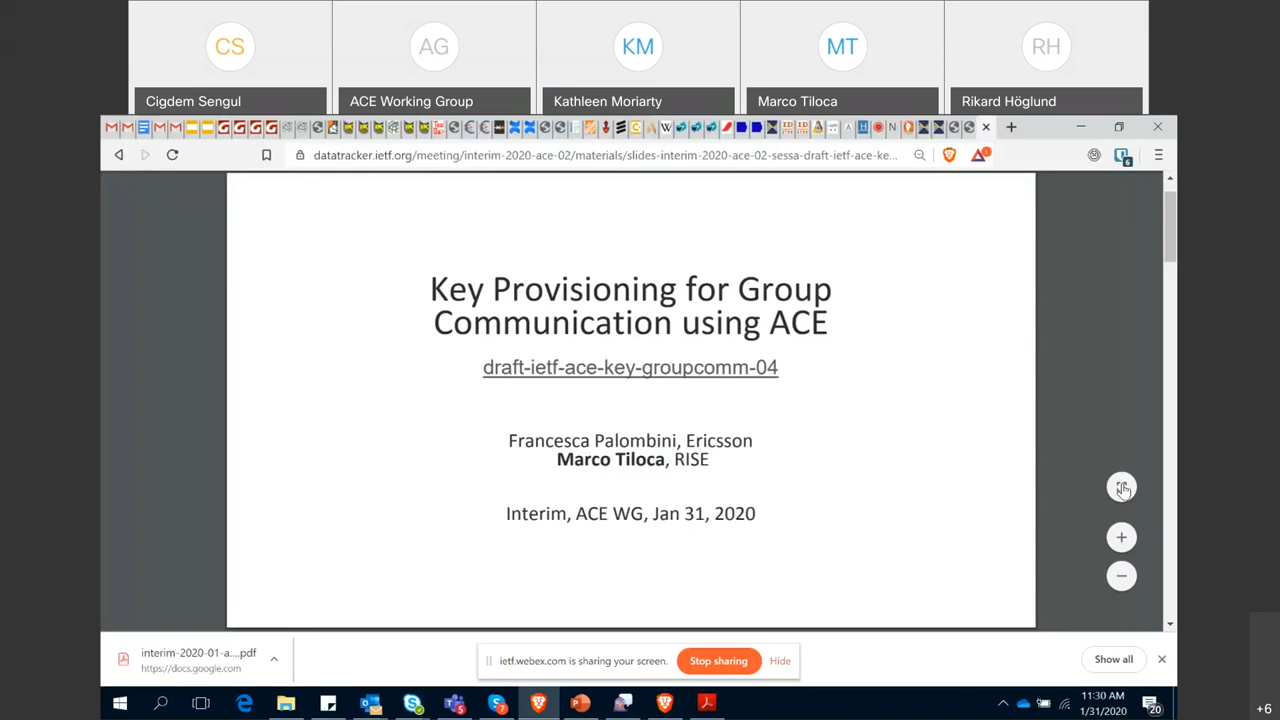 CS
AG
KM
MT
RH
Cigdem Sengul
ACE Working Group
Kathleen Moriarty
Marco Tiloca
Rikard Höglund
datatracker.ietf.org/meeting/interim-2020-ace-02/materials/slides-interim-2020-ace-02-sessa-draft-ietf-ace-ke...
1
6
Key Provisioning for Group
Communication using ACE
draft-ietf-ace-key-groupcomm-04
Francesca Palombini, Ericsson
Marco Tiloca, RISE
Interim, ACE WG, Jan 31, 2020
interim-2020-01-a....pdf
https://docs.google.com
ietf.webex.com is sharing your screen.
Stop sharing
Hide
Show all
11:30 AM
1/31/2020
20
+6